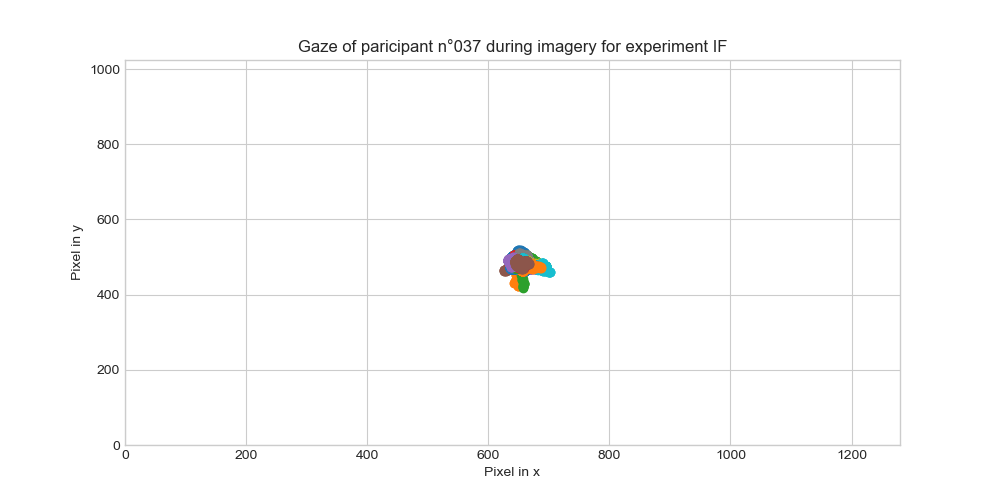 Gaze of paricipant n°037 during imagery for experiment IF
1000
800
600
400
200
0
Pixel in y
0 200 400 600 800 1000 1200
Pixel in x